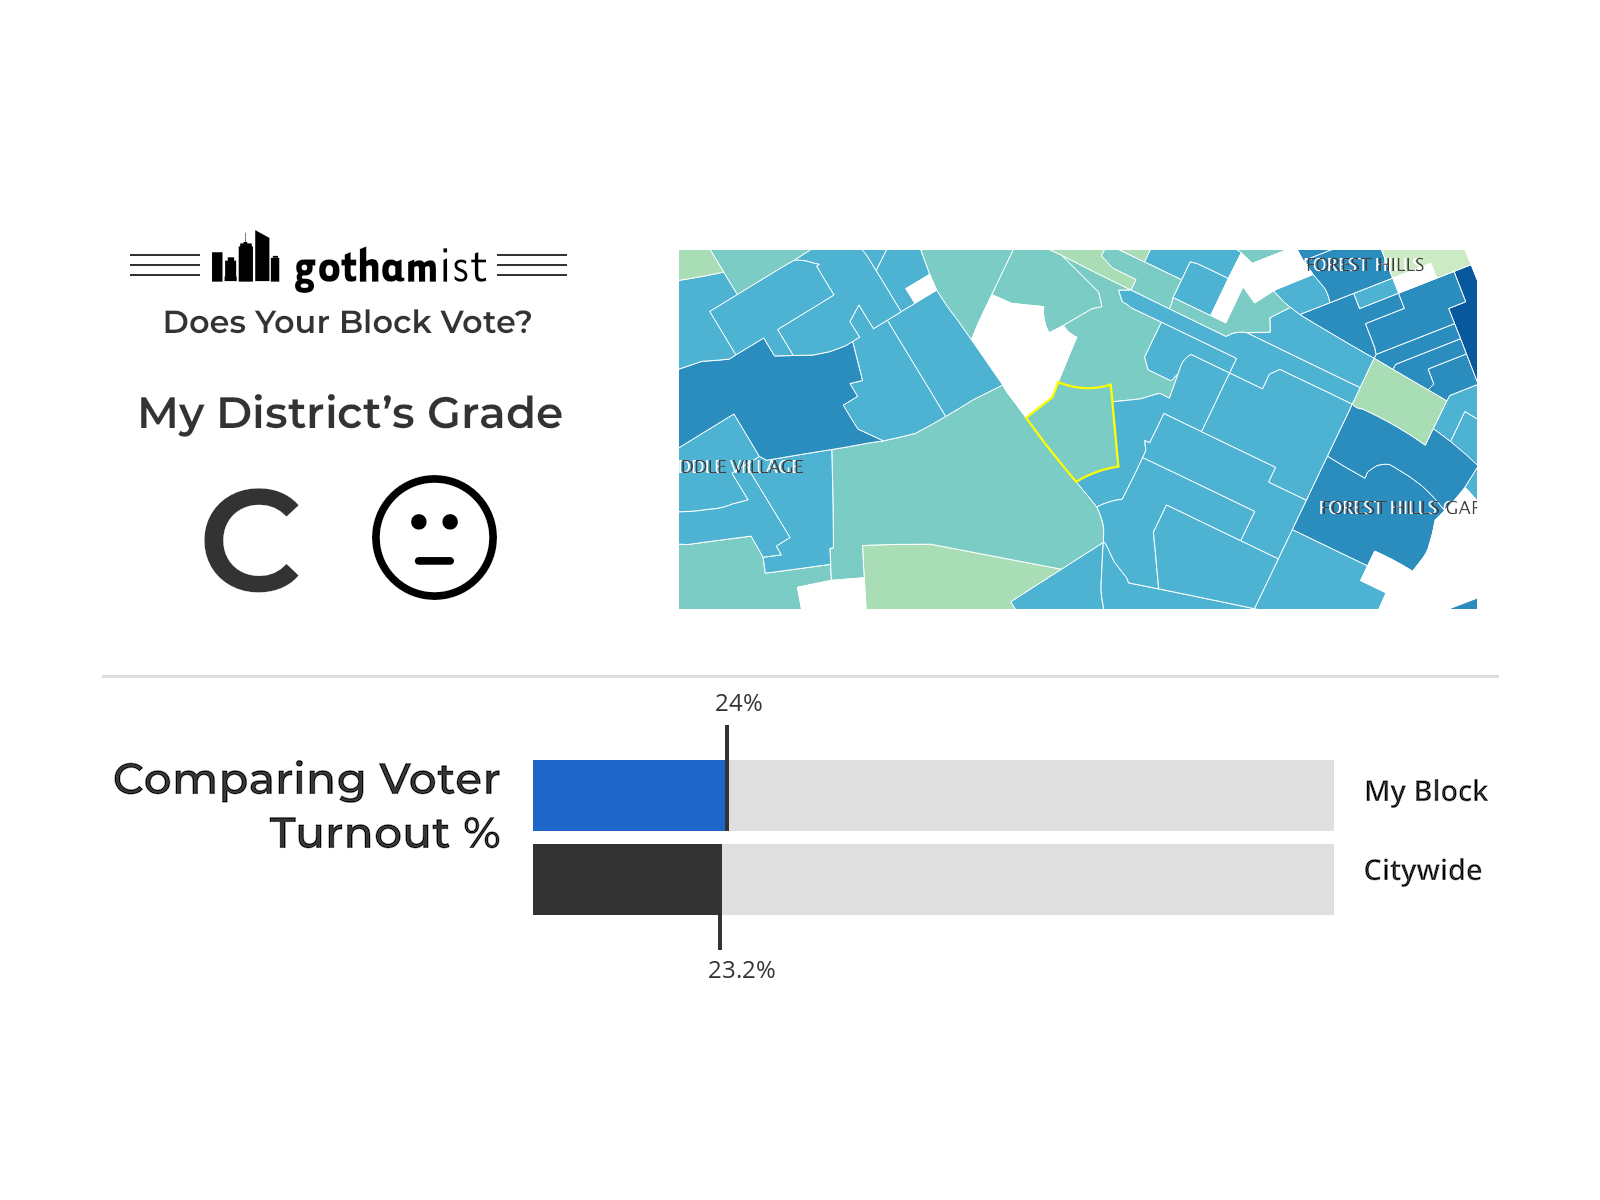 gothamist
Does Your Block Vote?
My District’s Grade
C
FOREST HILLS
DDLE VILLAGE
FOREST HILLS GAR
24%
Comparing Voter
Turnout %
My Block
Citywide
23.2%